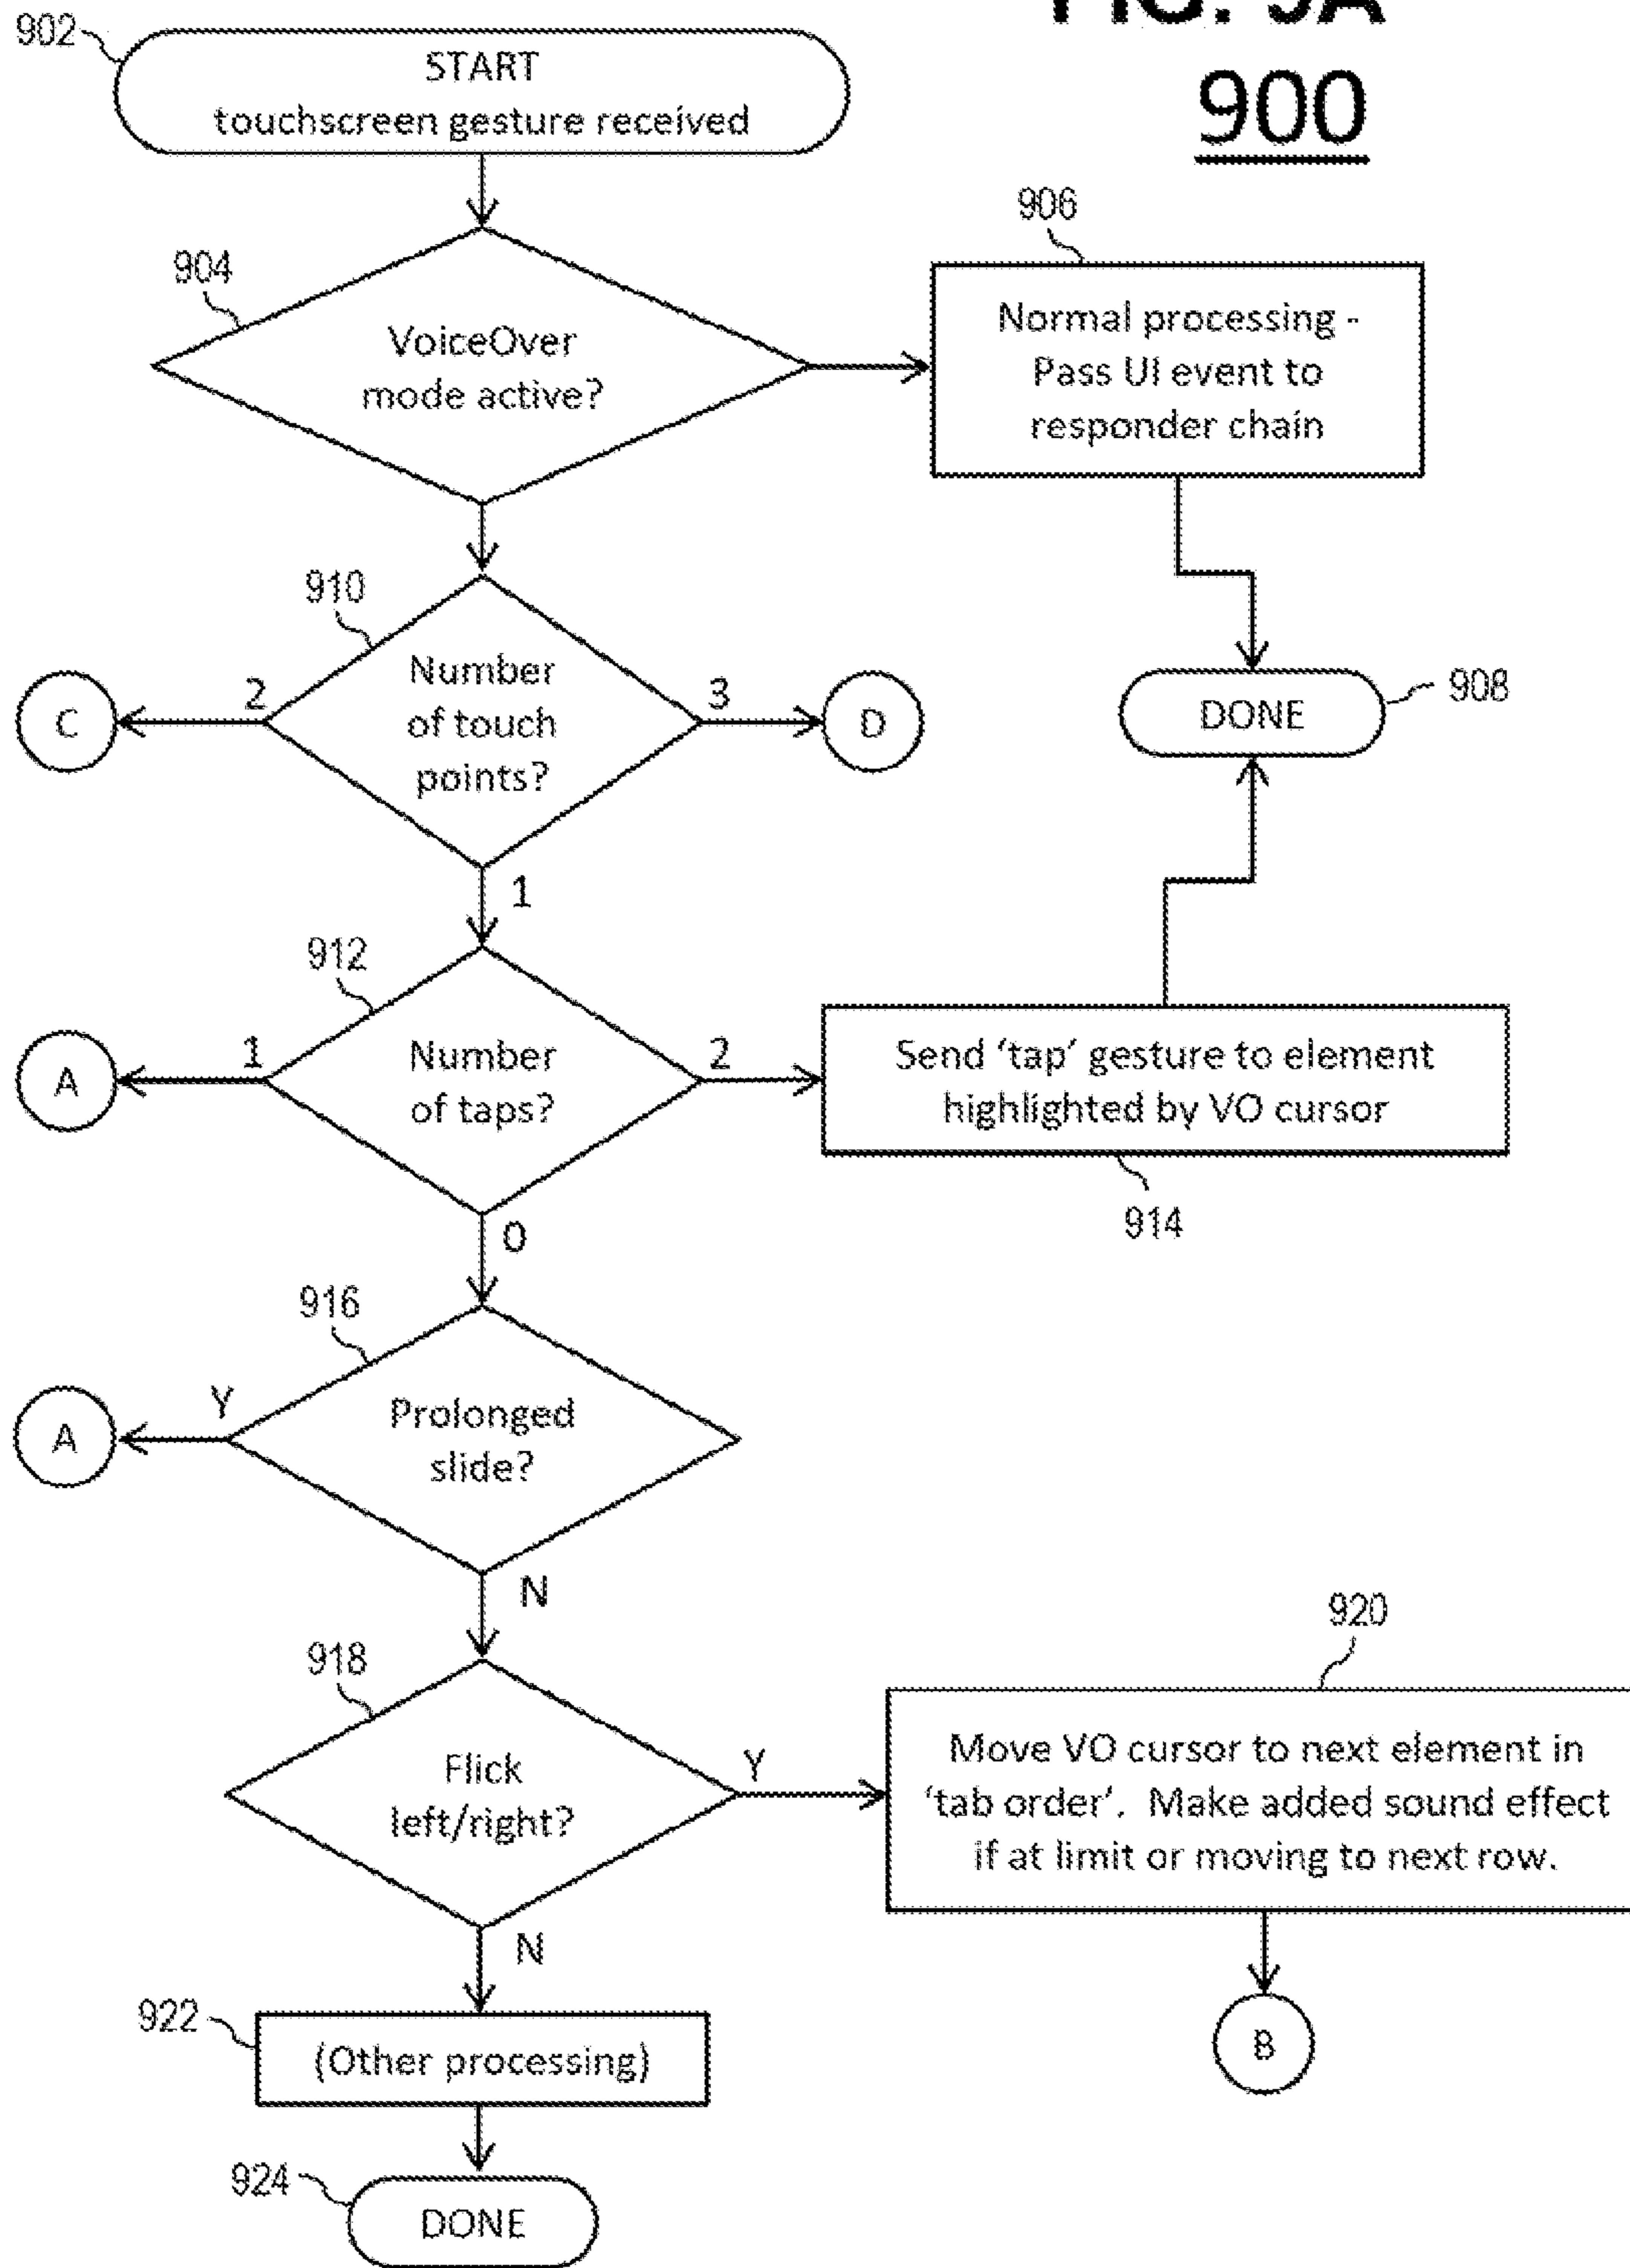 FIG. 9A
900
902
START
touchscreen gesture received
904
VoiceOver
mode active?
906
Normal processing -
Pass UI event to
responder chain
908
DONE
910
Number
of touch
points?
2
C
3
D
1
912
Number
of taps?
1
A
2
Send ‘tap’ gesture to element
highlighted by VO cursor
914
0
916
Prolonged
slide?
Y
A
N
918
Flick
left/right?
Y
920
Move VO cursor to next element in
‘tab order’. Make added sound effect
if at limit or moving to next row.
B
N
922
(Other processing)
924
DONE